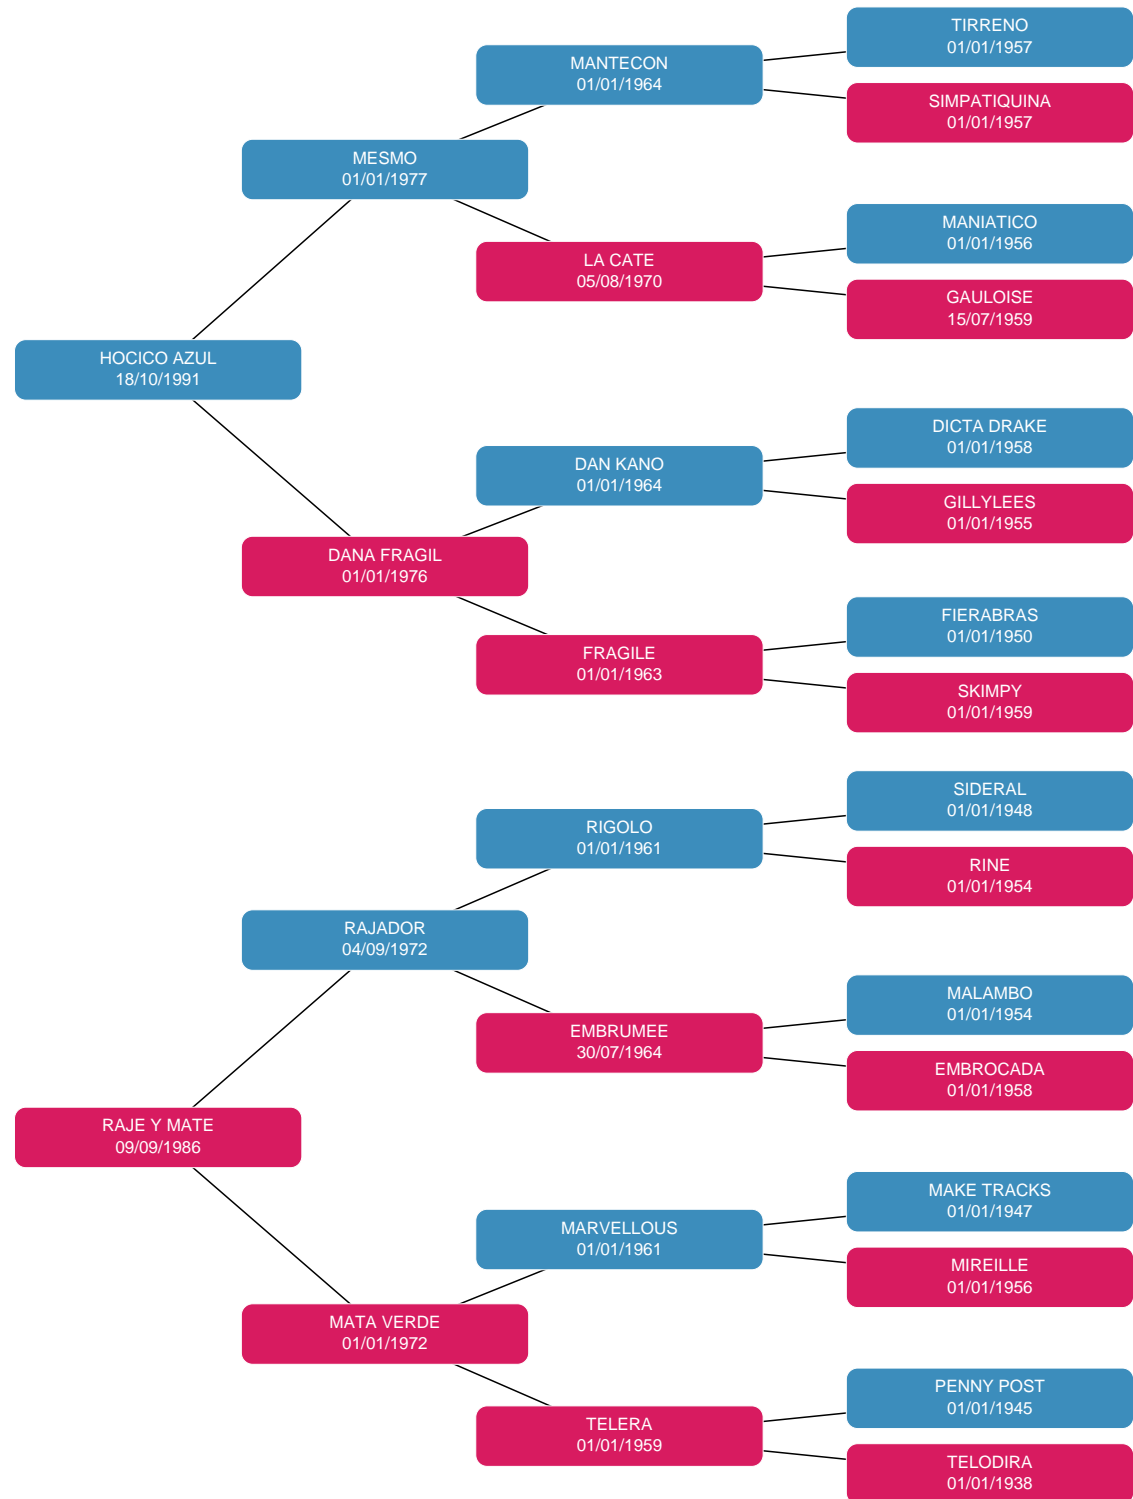 TIRRENO
01/01/1957
MANTECON
01/01/1964
SIMPATIQUINA
01/01/1957
MESMO
01/01/1977
MANIATICO
01/01/1956
LA CATE
05/08/1970
GAULOISE
15/07/1959
HOCICO AZUL
18/10/1991
DICTA DRAKE
01/01/1958
DAN KANO
01/01/1964
GILLYLEES
01/01/1955
DANA FRAGIL
01/01/1976
FIERABRAS
01/01/1950
FRAGILE
01/01/1963
SKIMPY
01/01/1959
SIDERAL
01/01/1948
RIGOLO
01/01/1961
RINE
01/01/1954
RAJADOR
04/09/1972
MALAMBO
01/01/1954
EMBRUMEE
30/07/1964
EMBROCADA
01/01/1958
RAJE Y MATE
09/09/1986
MAKE TRACKS
01/01/1947
MARVELLOUS
01/01/1961
MIREILLE
01/01/1956
MATA VERDE
01/01/1972
PENNY POST
01/01/1945
TELERA
01/01/1959
TELODIRA
01/01/1938